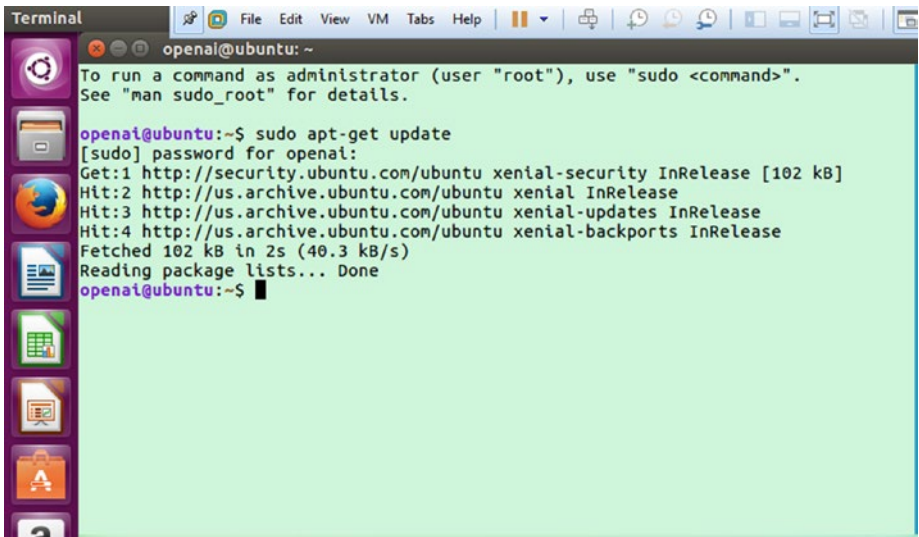 Terminal
File Edit View VM Tabs Help
openai@ubuntu: ~
To run a command as administrator (user "root"), use "sudo <command>".
See "man sudo_root" for details.
openai@ubuntu:~$ sudo apt-get update
[sudo] password for openai:
Get:1 http://security.ubuntu.com/ubuntu xenial-security InRelease [102 kB]
Hit:2 http://us.archive.ubuntu.com/ubuntu xenial InRelease
Hit:3 http://us.archive.ubuntu.com/ubuntu xenial-updates InRelease
Hit:4 http://us.archive.ubuntu.com/ubuntu xenial-backports InRelease
Fetched 102 kB in 2s (40.3 kB/s)
Reading package lists... Done
openai@ubuntu:~$